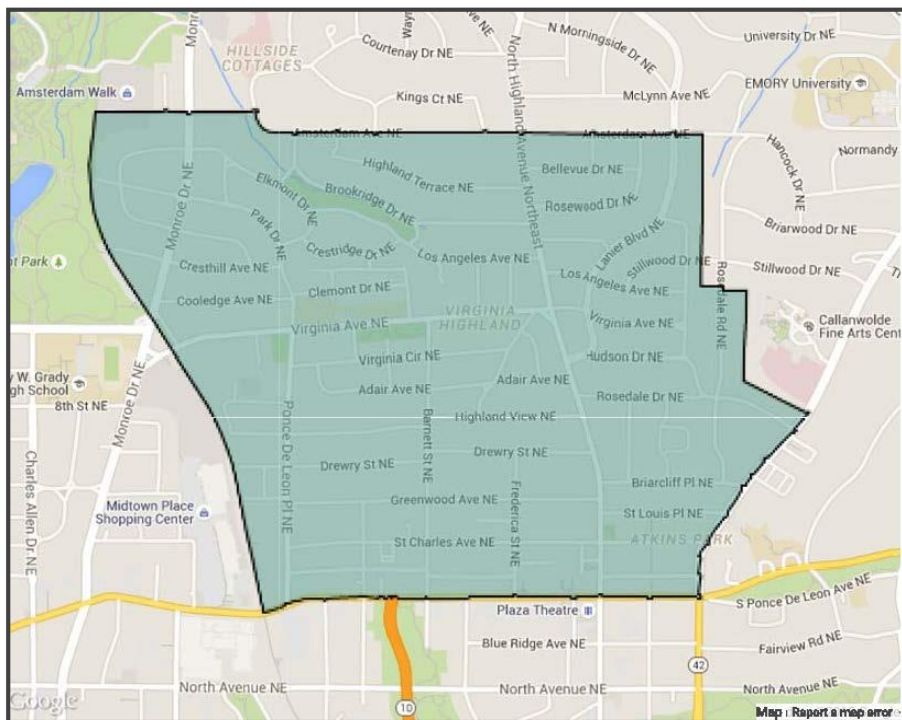 Monroe
Way
N Morningside Dr NE
University Dr NE
HILLSIDE
COTTAGES
Courtenay Dr NE
North Highland Avenue Northeast
EMORY University
Amsterdam Walk
Kings Ct NE
McLynn Ave NE
Amsterdam Ave NE
Amsterdam Ave NE
Hancock Dr NE
Normandy
Highland Terrace NE
Bellevue Dr NE
Elkmont Dr NE
Brookridge Dr NE
Rosewood Dr NE
Monroe Dr NE
Park Dr NE
Lanier Blvd NE
Briarwood Dr NE
Crestridge Ct NE
Park
Cresthill Ave NE
Los Angeles Ave NE
Stillwood Dr NE
Stillwood Dr NE
Los Angeles Ave NE
Clemont Dr NE
Cooledge Ave NE
Rosedale Rd NE
VIRGINIA
HIGHLAND
Virginia Ave NE
Virginia Ave NE
Callanwolde
Fine Arts Cent
Virginia Cir NE
Hudson Dr NE
y W. Grady
gh School
Monroe Dr NE
Adair Ave NE
Adair Ave NE
8th St NE
Rosedale Dr NE
Ponce De Leon Pl NE
Barnett St NE
Highland View NE
Charles Allen Dr NE
Drewry St NE
Drewry St NE
Frederica St NE
Briarcliff Pl NE
Midtown Place
Shopping Center
Greenwood Ave NE
St Louis Pl NE
St Charles Ave NE
ATKINS PARK
Plaza Theatre
S Ponce De Leon Ave NE
Blue Ridge Ave NE
Fairview Rd NE
42
North Avenue NE
North Avenue NE
North Avenue NE
Google
10
Map
Report a map error